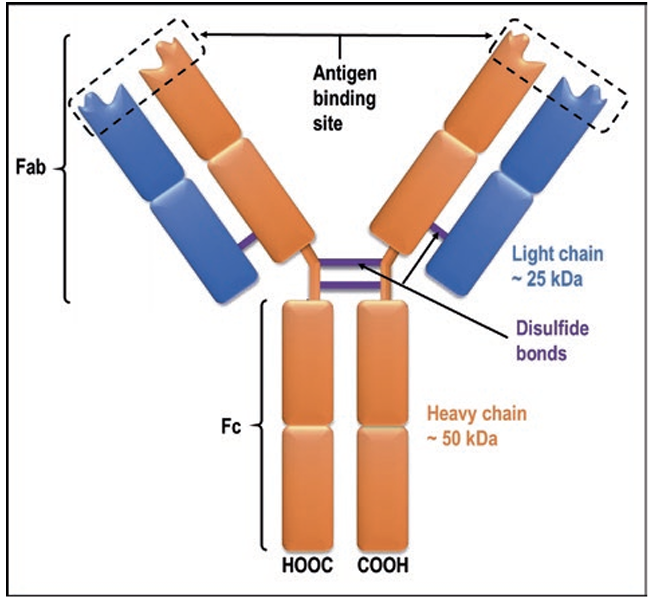 Antigen
binding
site
Fab
Light chain
~ 25 kDa
Disulfide
bonds
Fc
Heavy chain
~ 50 kDa
HOOC COOH